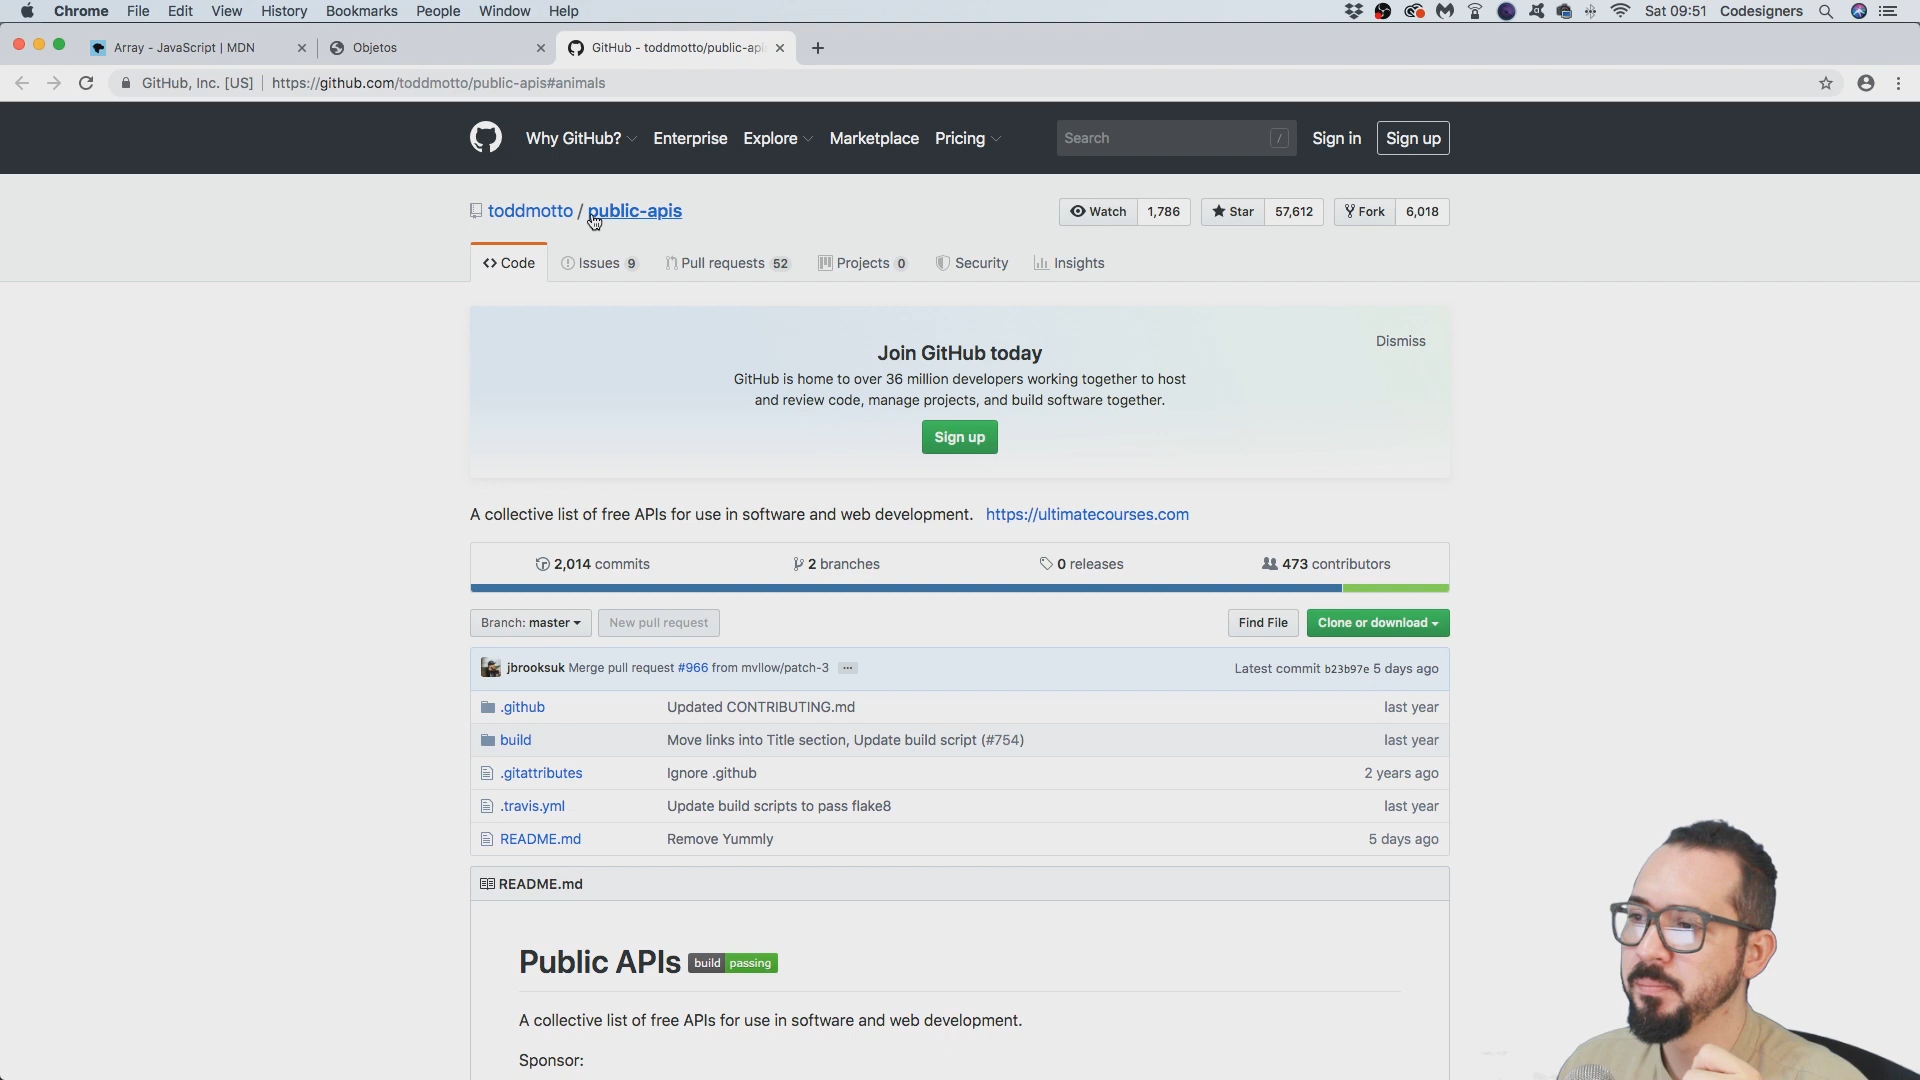 Chrome File Edit View History Bookmarks People Window Help Sat 09:51 Codesigners
Array - JavaScript | MDN Objetos GitHub - toddmotto/public-api
GitHub, Inc. [US] https://github.com/toddmotto/public-apis#animals
Why GitHub? Enterprise Explore Marketplace Pricing Search / Sign in Sign up
toddmotto / public-apis Watch 1,786 Star 57,612 Fork 6,018
Code Issues 9 Pull requests 52 Projects 0 Security Insights
Dismiss
Join GitHub today
GitHub is home to over 36 million developers working together to host
and review code, manage projects, and build software together.
Sign up
A collective list of free APIs for use in software and web development. https://ultimatecourses.com
2,014 commits 2 branches 0 releases 473 contributors
Branch: master New pull request Find File Clone or download
jbrooksuk Merge pull request #966 from mvllow/patch-3 ... Latest commit b23b97e 5 days ago
.github Updated CONTRIBUTING.md last year
build Move links into Title section, Update build script (#754) last year
.gitattributes Ignore .github 2 years ago
.travis.yml Update build scripts to pass flake8 last year
README.md Remove Yummly 5 days ago
README.md
Public APIs build passing
A collective list of free APIs for use in software and web development.
Sponsor: